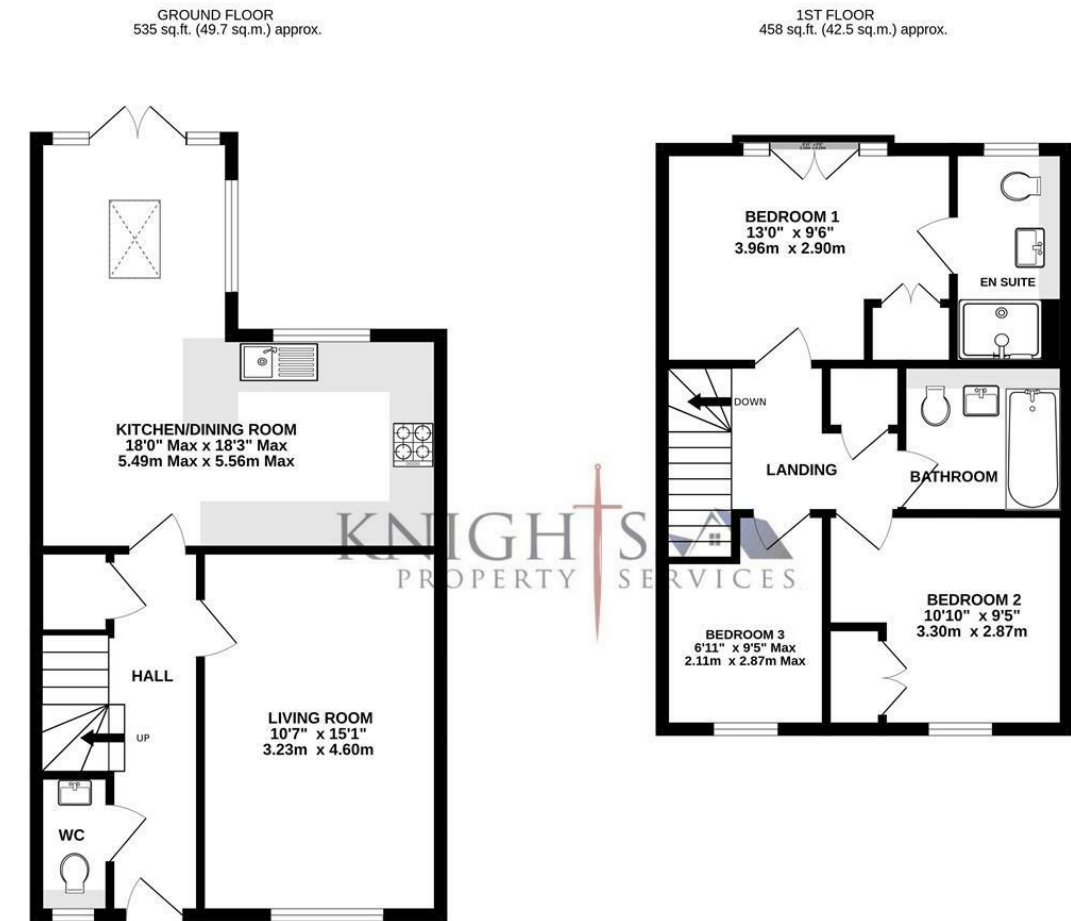 GROUND FLOOR
535 sq.ft. (49.7 sq.m.) approx.
1ST FLOOR
458 sq.ft. (42.5 sq.m.) approx.
KITCHEN/DINING ROOM
18'0" Max x 18'3" Max
5.49m Max x 5.56m Max
HALL
UP
WC
LIVING ROOM
10'7" x 15'1"
3.23m x 4.60m
BEDROOM 1
13'0" x 9'6"
3.96m x 2.90m
EN SUITE
DOWN
LANDING
BATHROOM
BEDROOM 2
10'10" x 9'5"
3.30m x 2.87m
BEDROOM 3
6'11" x 9'5" Max
2.11m x 2.87m Max
KNIGHTS
PROPERTY SERVICES